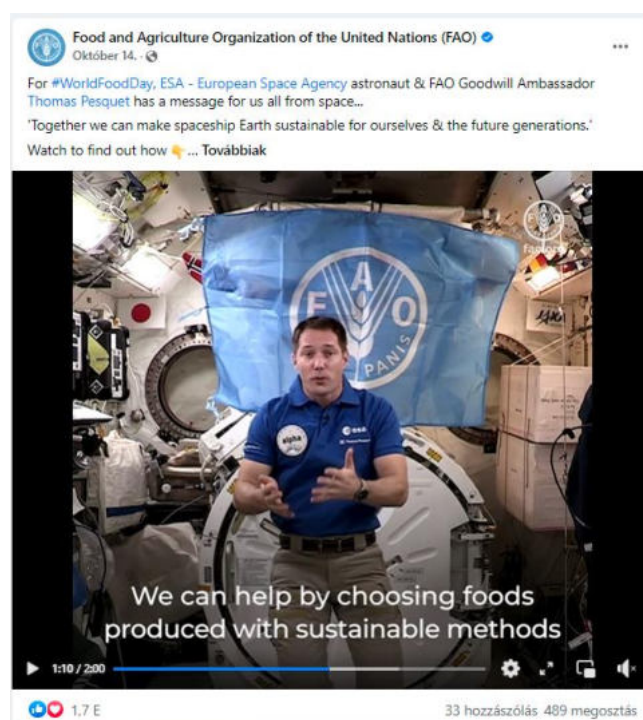 Food and Agriculture Organization of the United Nations (FAO)
Október 14. ·
For #WorldFoodDay, ESA - European Space Agency astronaut & FAO Goodwill Ambassador
Thomas Pesquet has a message for us all from space...
'Together we can make spaceship Earth sustainable for ourselves & the future generations.'
Watch to find out how 👇... Továbbiak
F A O
fao.org
F A O
PANIS
alpha
esa
We can help by choosing foods
produced with sustainable methods
1:10 / 2:00
1,7 E
33 hozzászólás 489 megosztás